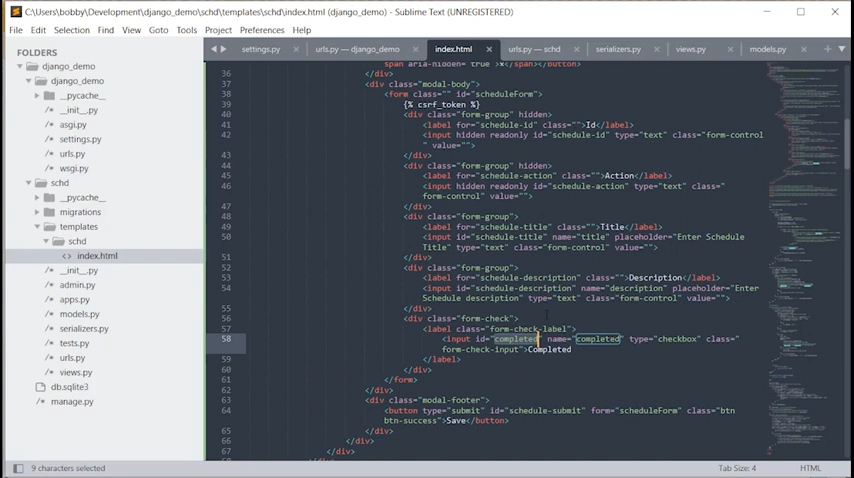 C:\Users\bobby\Development\django_demo\schd\templates\schd\index.html (django_demo) - Sublime Text (UNREGISTERED)
File Edit Selection Find View Goto Tools Project Preferences Help
FOLDERS
django_demo
django_demo
__pycache__
__init__.py
asgi.py
settings.py
urls.py
wsgi.py
schd
__pycache__
migrations
templates
schd
index.html
__init__.py
admin.py
apps.py
models.py
serializers.py
tests.py
urls.py
views.py
db.sqlite3
manage.py
settings.py
urls.py — django_demo
index.html
urls.py — schd
serializers.py
views.py
models.py
span aria-hidden="true">×</span></button>
36 </div>
37 <div class="modal-body">
38 <form class="" id="scheduleForm">
39 {% csrf_token %}
40 <div class="form-group" hidden>
41 <label for="schedule-id" class="">Id</label>
42 <input hidden readonly id="schedule-id" type="text" class="form-control
" value="">
43 </div>
44 <div class="form-group" hidden>
45 <label for="schedule-action" class="">Action</label>
46 <input hidden readonly id="schedule-action" type="text" class="
form-control" value="">
47 </div>
48 <div class="form-group">
49 <label for="schedule-title" class="">Title</label>
50 <input id="schedule-title" name="title" placeholder="Enter Schedule
Title" type="text" class="form-control" value="">
51 </div>
52 <div class="form-group">
53 <label for="schedule-description" class="">Description</label>
54 <input id="schedule-description" name="description" placeholder="Enter
Schedule description" type="text" class="form-control" value="">
55 </div>
56 <div class="form-check">
57 <label class="form-check-label">
58 <input id="completed" name="completed" type="checkbox" class="
form-check-input">Completed
59 </label>
60 </div>
61 </form>
62 </div>
63 <div class="modal-footer">
64 <button type="submit" id="schedule-submit" form="scheduleForm" class="btn
btn-success">Save</button>
65 </div>
66 </div>
67 </div>
9 characters selected
Tab Size: 4
HTML